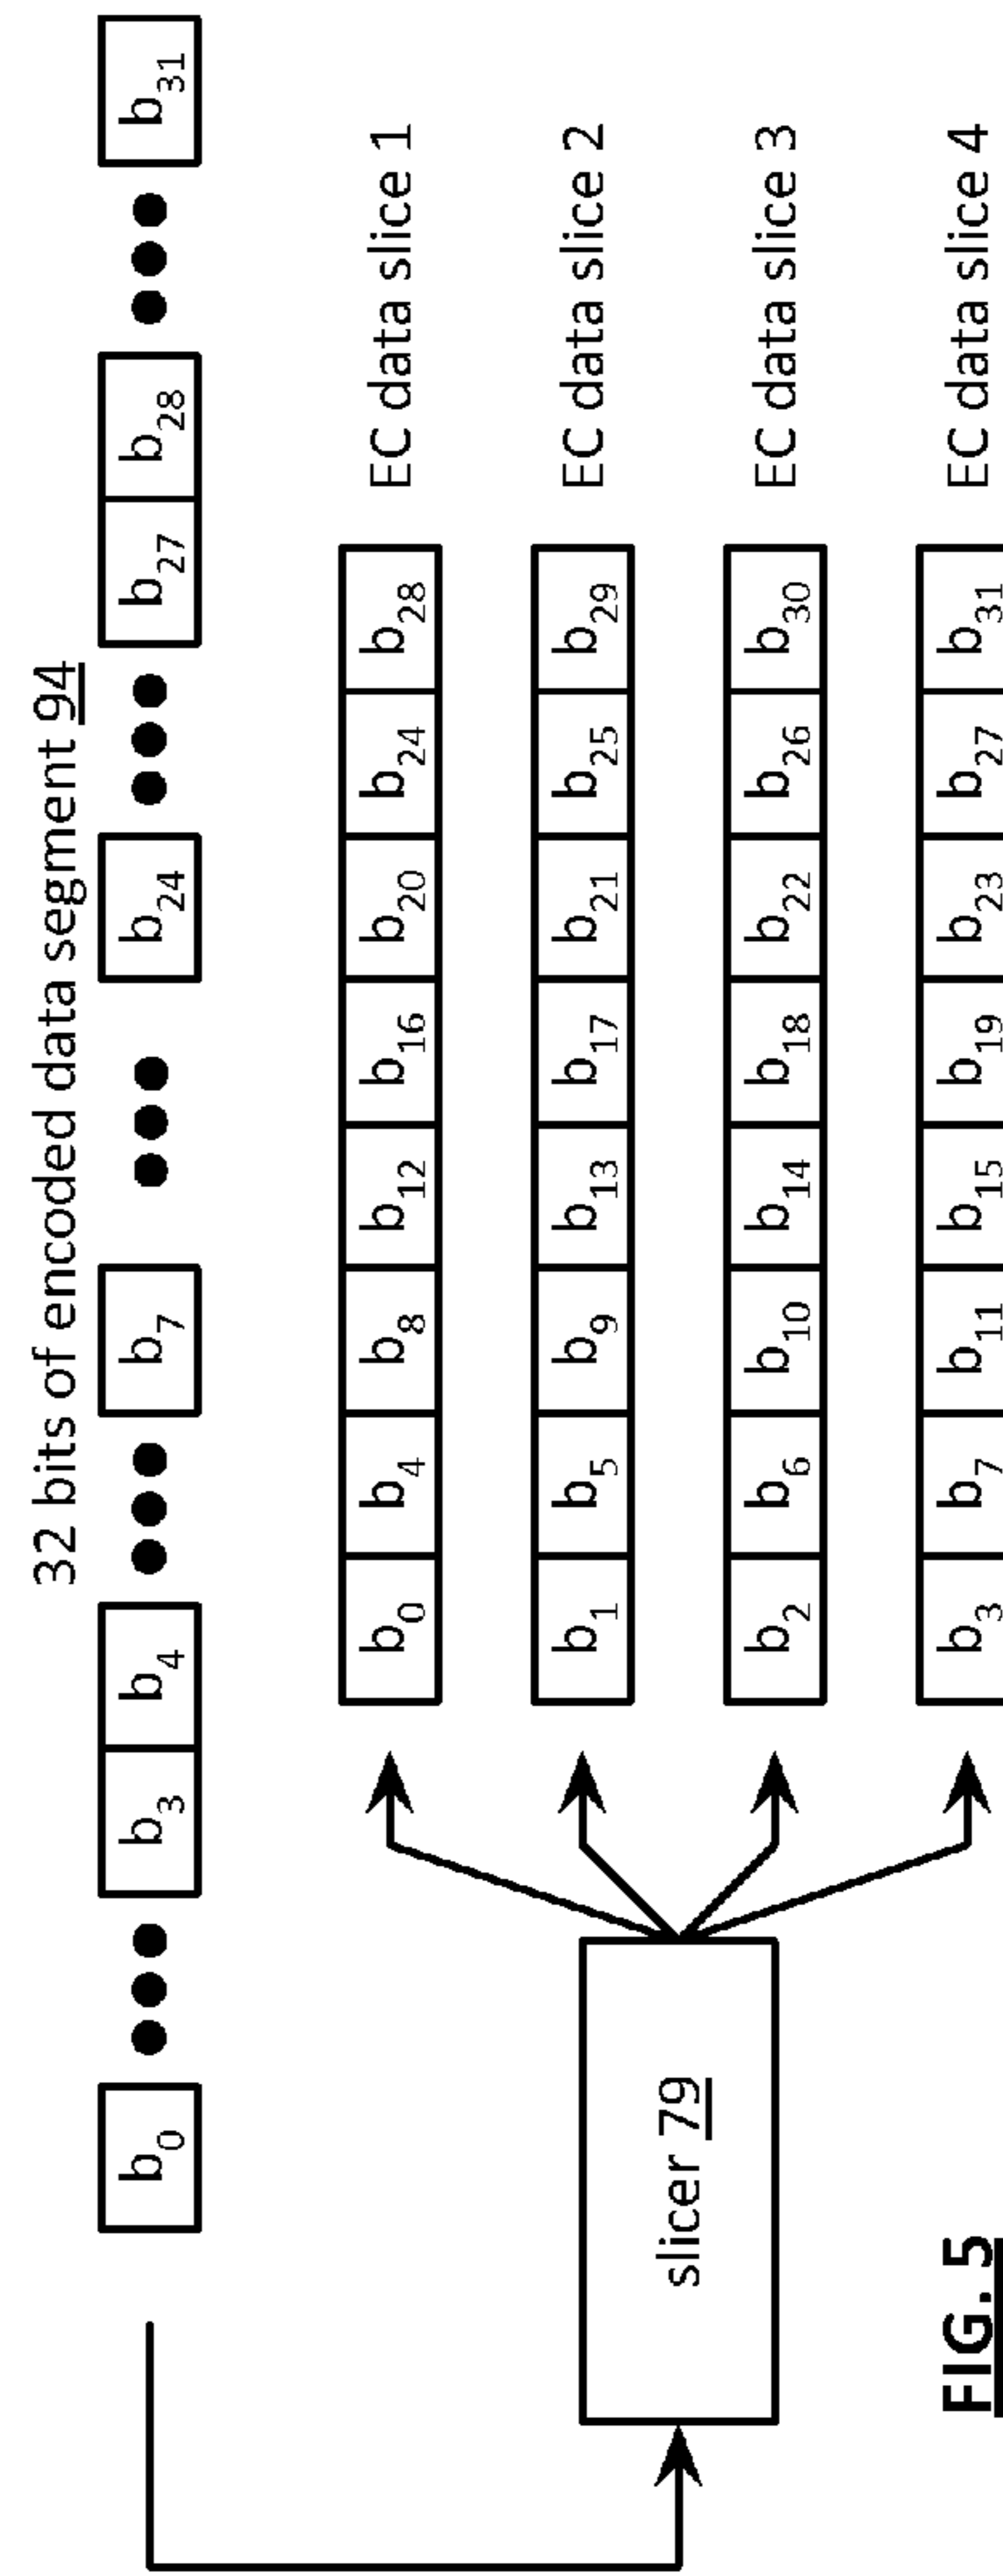 32 bits of encoded data segment 94
b0 ●●● b3 b4 ●●● b7 ●●● b24 ●●● b27 b28 ●●● b31
b0 b4 b8 b12 b16 b20 b24 b28 EC data slice 1
b1 b5 b9 b13 b17 b21 b25 b29 EC data slice 2
slicer 79
b2 b6 b10 b14 b18 b22 b26 b30 EC data slice 3
b3 b7 b11 b15 b19 b23 b27 b31 EC data slice 4
FIG. 5